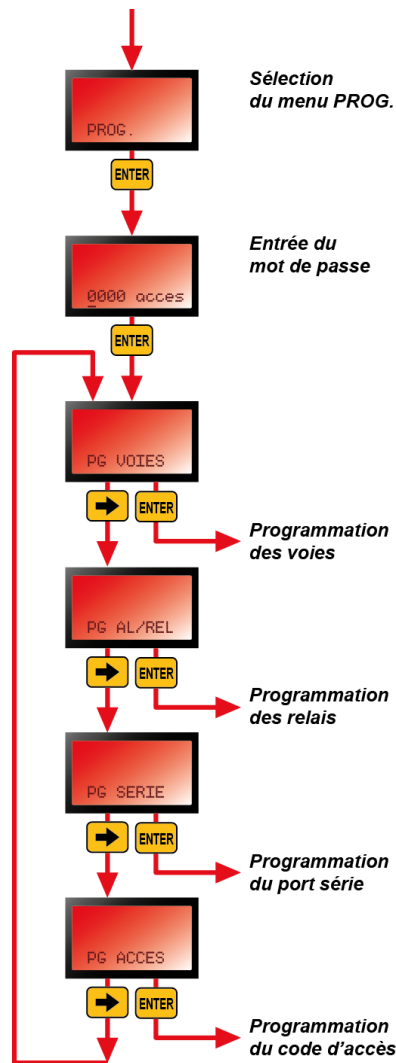 Sélection
du menu PROG.
PROG.
ENTER
Entrée du
mot de passe
0000 acces
ENTER
PG VOIES
ENTER
Programmation
des voies
PG AL/REL
ENTER
Programmation
des relais
PG SERIE
ENTER
Programmation
du port série
PG ACCES
ENTER
Programmation
du code d'accès